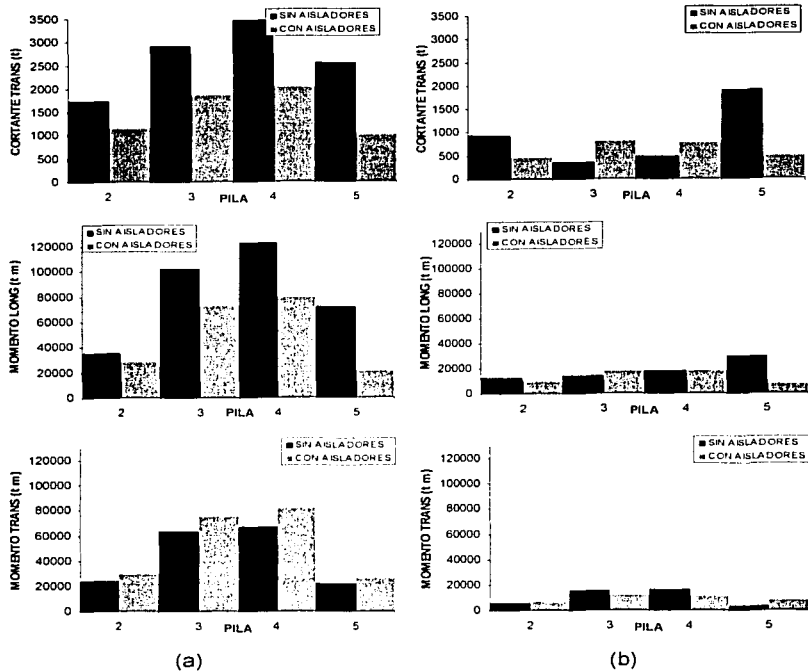 CORTANTE TRANS (t)
3500
3000
2500
2000
1500
1000
500
0
SIN AISLADORES
CON AISLADORES
2 3 PILA 4 5
CORTANTE TRANS (t)
3500
3000
2500
2000
1500
1000
500
0
SIN AISLADORES
CON AISLADORES
2 3 PILA 4 5
MOMENTO LONG (t m)
120000
100000
80000
60000
40000
20000
0
SIN AISLADORES
CON AISLADORES
2 3 PILA 4 5
MOMENTO LONG (t m)
120000
100000
80000
60000
40000
20000
0
SIN AISLADORES
CON AISLADORES
2 3 PILA 4 5
MOMENTO TRANS (t m)
120000
100000
80000
60000
40000
20000
0
SIN AISLADORES
CON AISLADORES
2 3 PILA 4 5
MOMENTO TRANS (t m)
120000
100000
80000
60000
40000
20000
0
SIN AISLADORES
CON AISLADORES
2 3 PILA 4 5
(a)
(b)